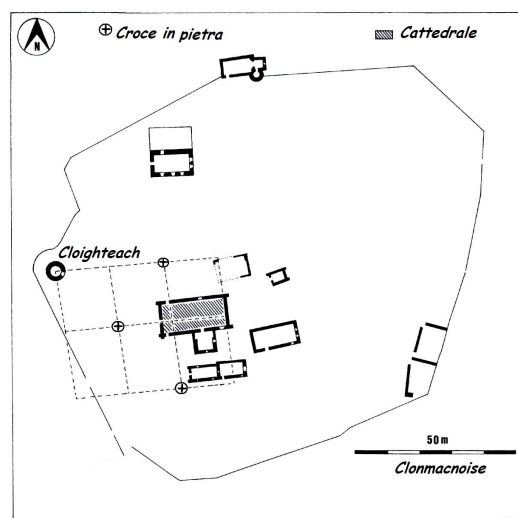 N
Croce in pietra
Cattedrale
Cloighteach
50 m
Clonmacnoise